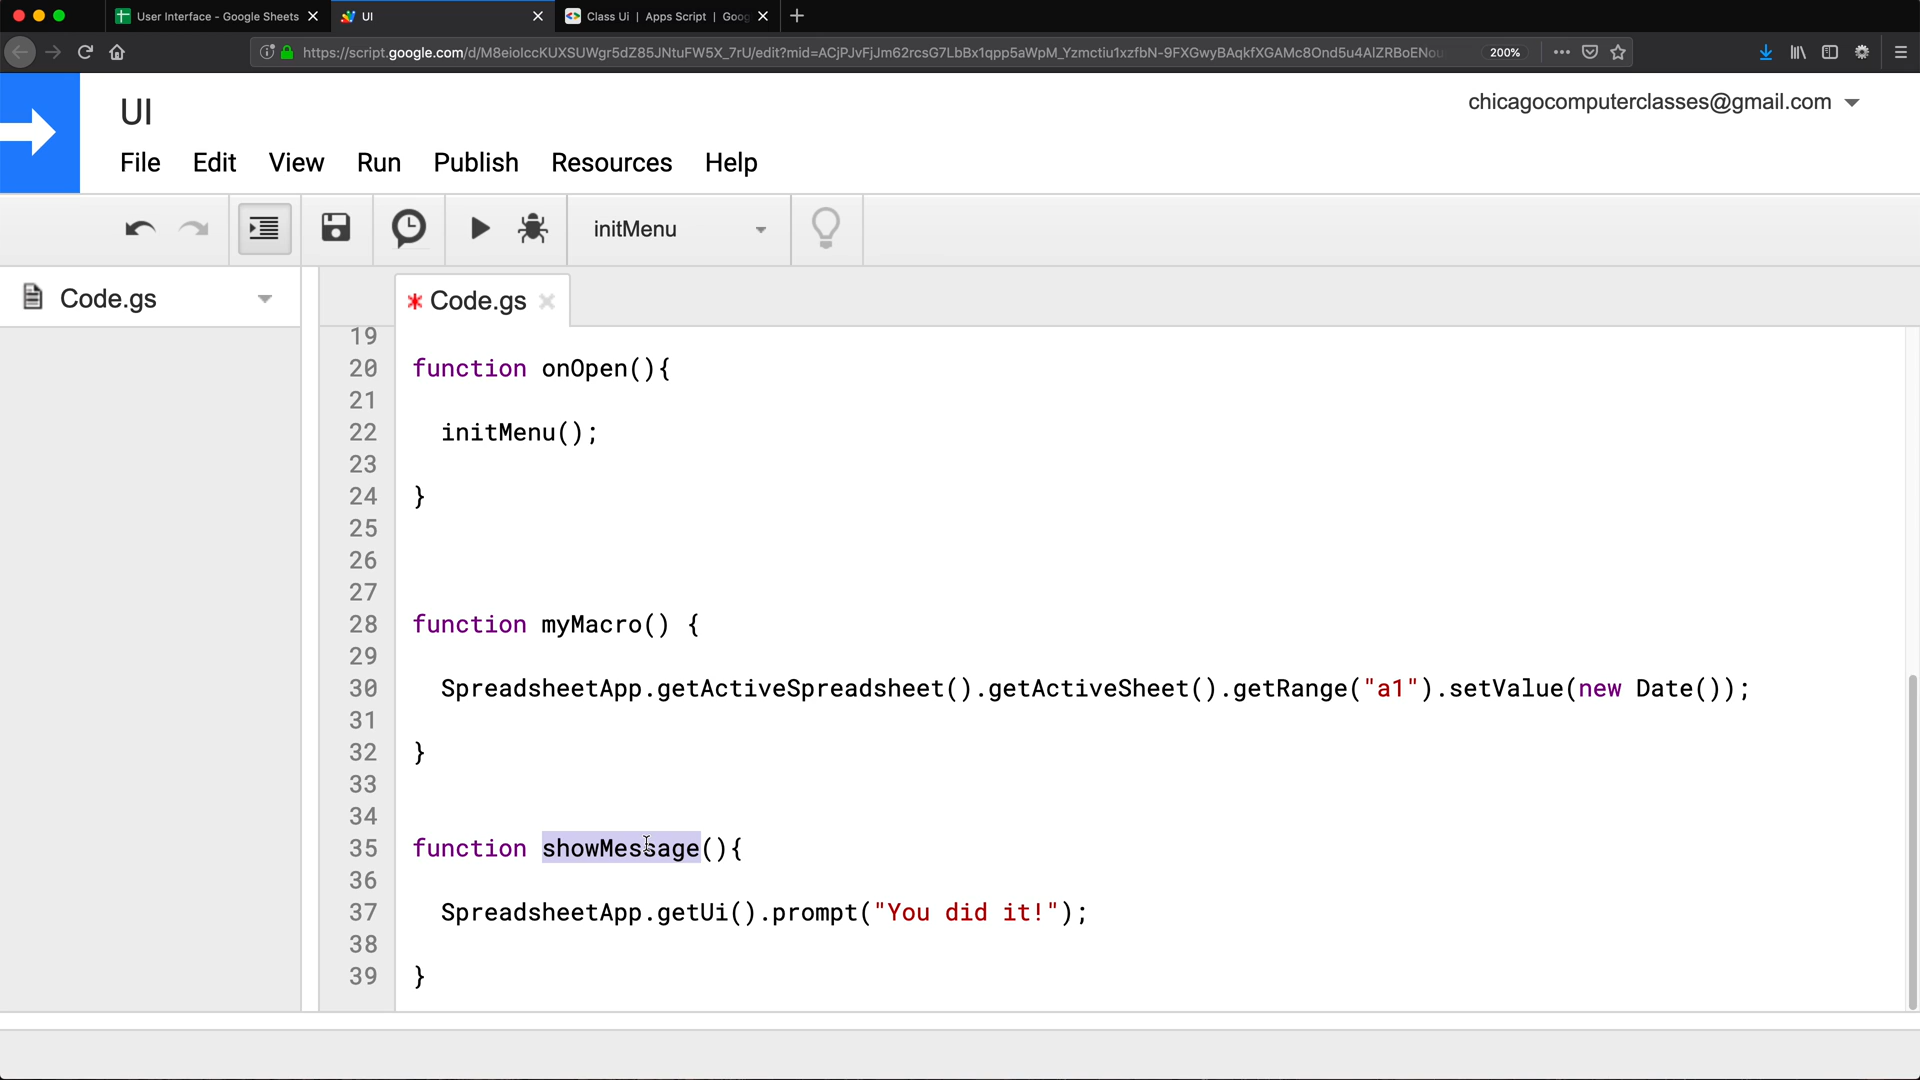 User Interface - Google Sheets
UI
Class Ui | Apps Script | Goog
https://script.google.com/d/M8eiolccKUXSUWgr5dZ85JNtuFW5X_7rU/edit?mid=ACjPJvFjJm62rcsG7LbBx1qpp5aWpM_Yzmctiu1xzfbN-9FXGwyBAqkfXGAMc8Ond5u4AlZRBoENou
200%
UI
chicagocomputerclasses@gmail.com
File Edit View Run Publish Resources Help
initMenu
Code.gs
* Code.gs
19
20 function onOpen(){
21
22 initMenu();
23
24 }
25
26
27
28 function myMacro() {
29
30 SpreadsheetApp.getActiveSpreadsheet().getActiveSheet().getRange("a1").setValue(new Date());
31
32 }
33
34
35 function showMessage(){
36
37 SpreadsheetApp.getUi().prompt("You did it!");
38
39 }